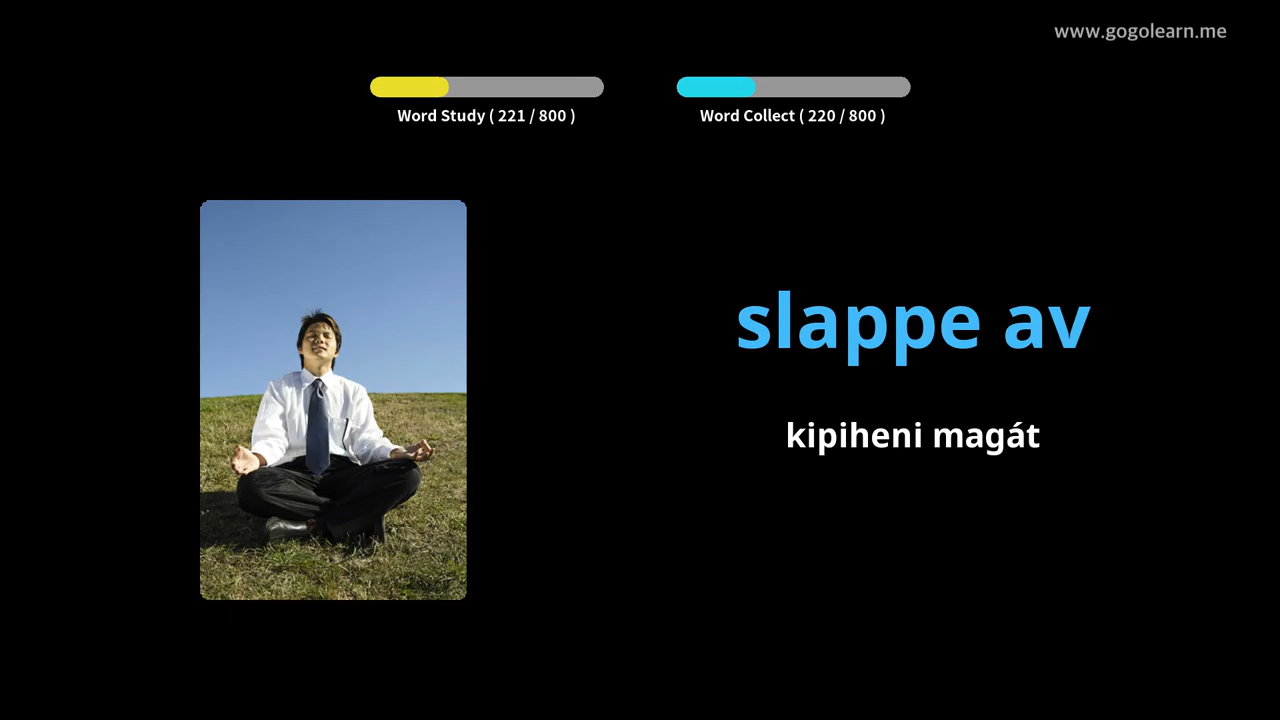 www.gogolearn.me
Word Study ( 221 / 800 )
Word Collect ( 220 / 800 )
slappe av
kipiheni magát